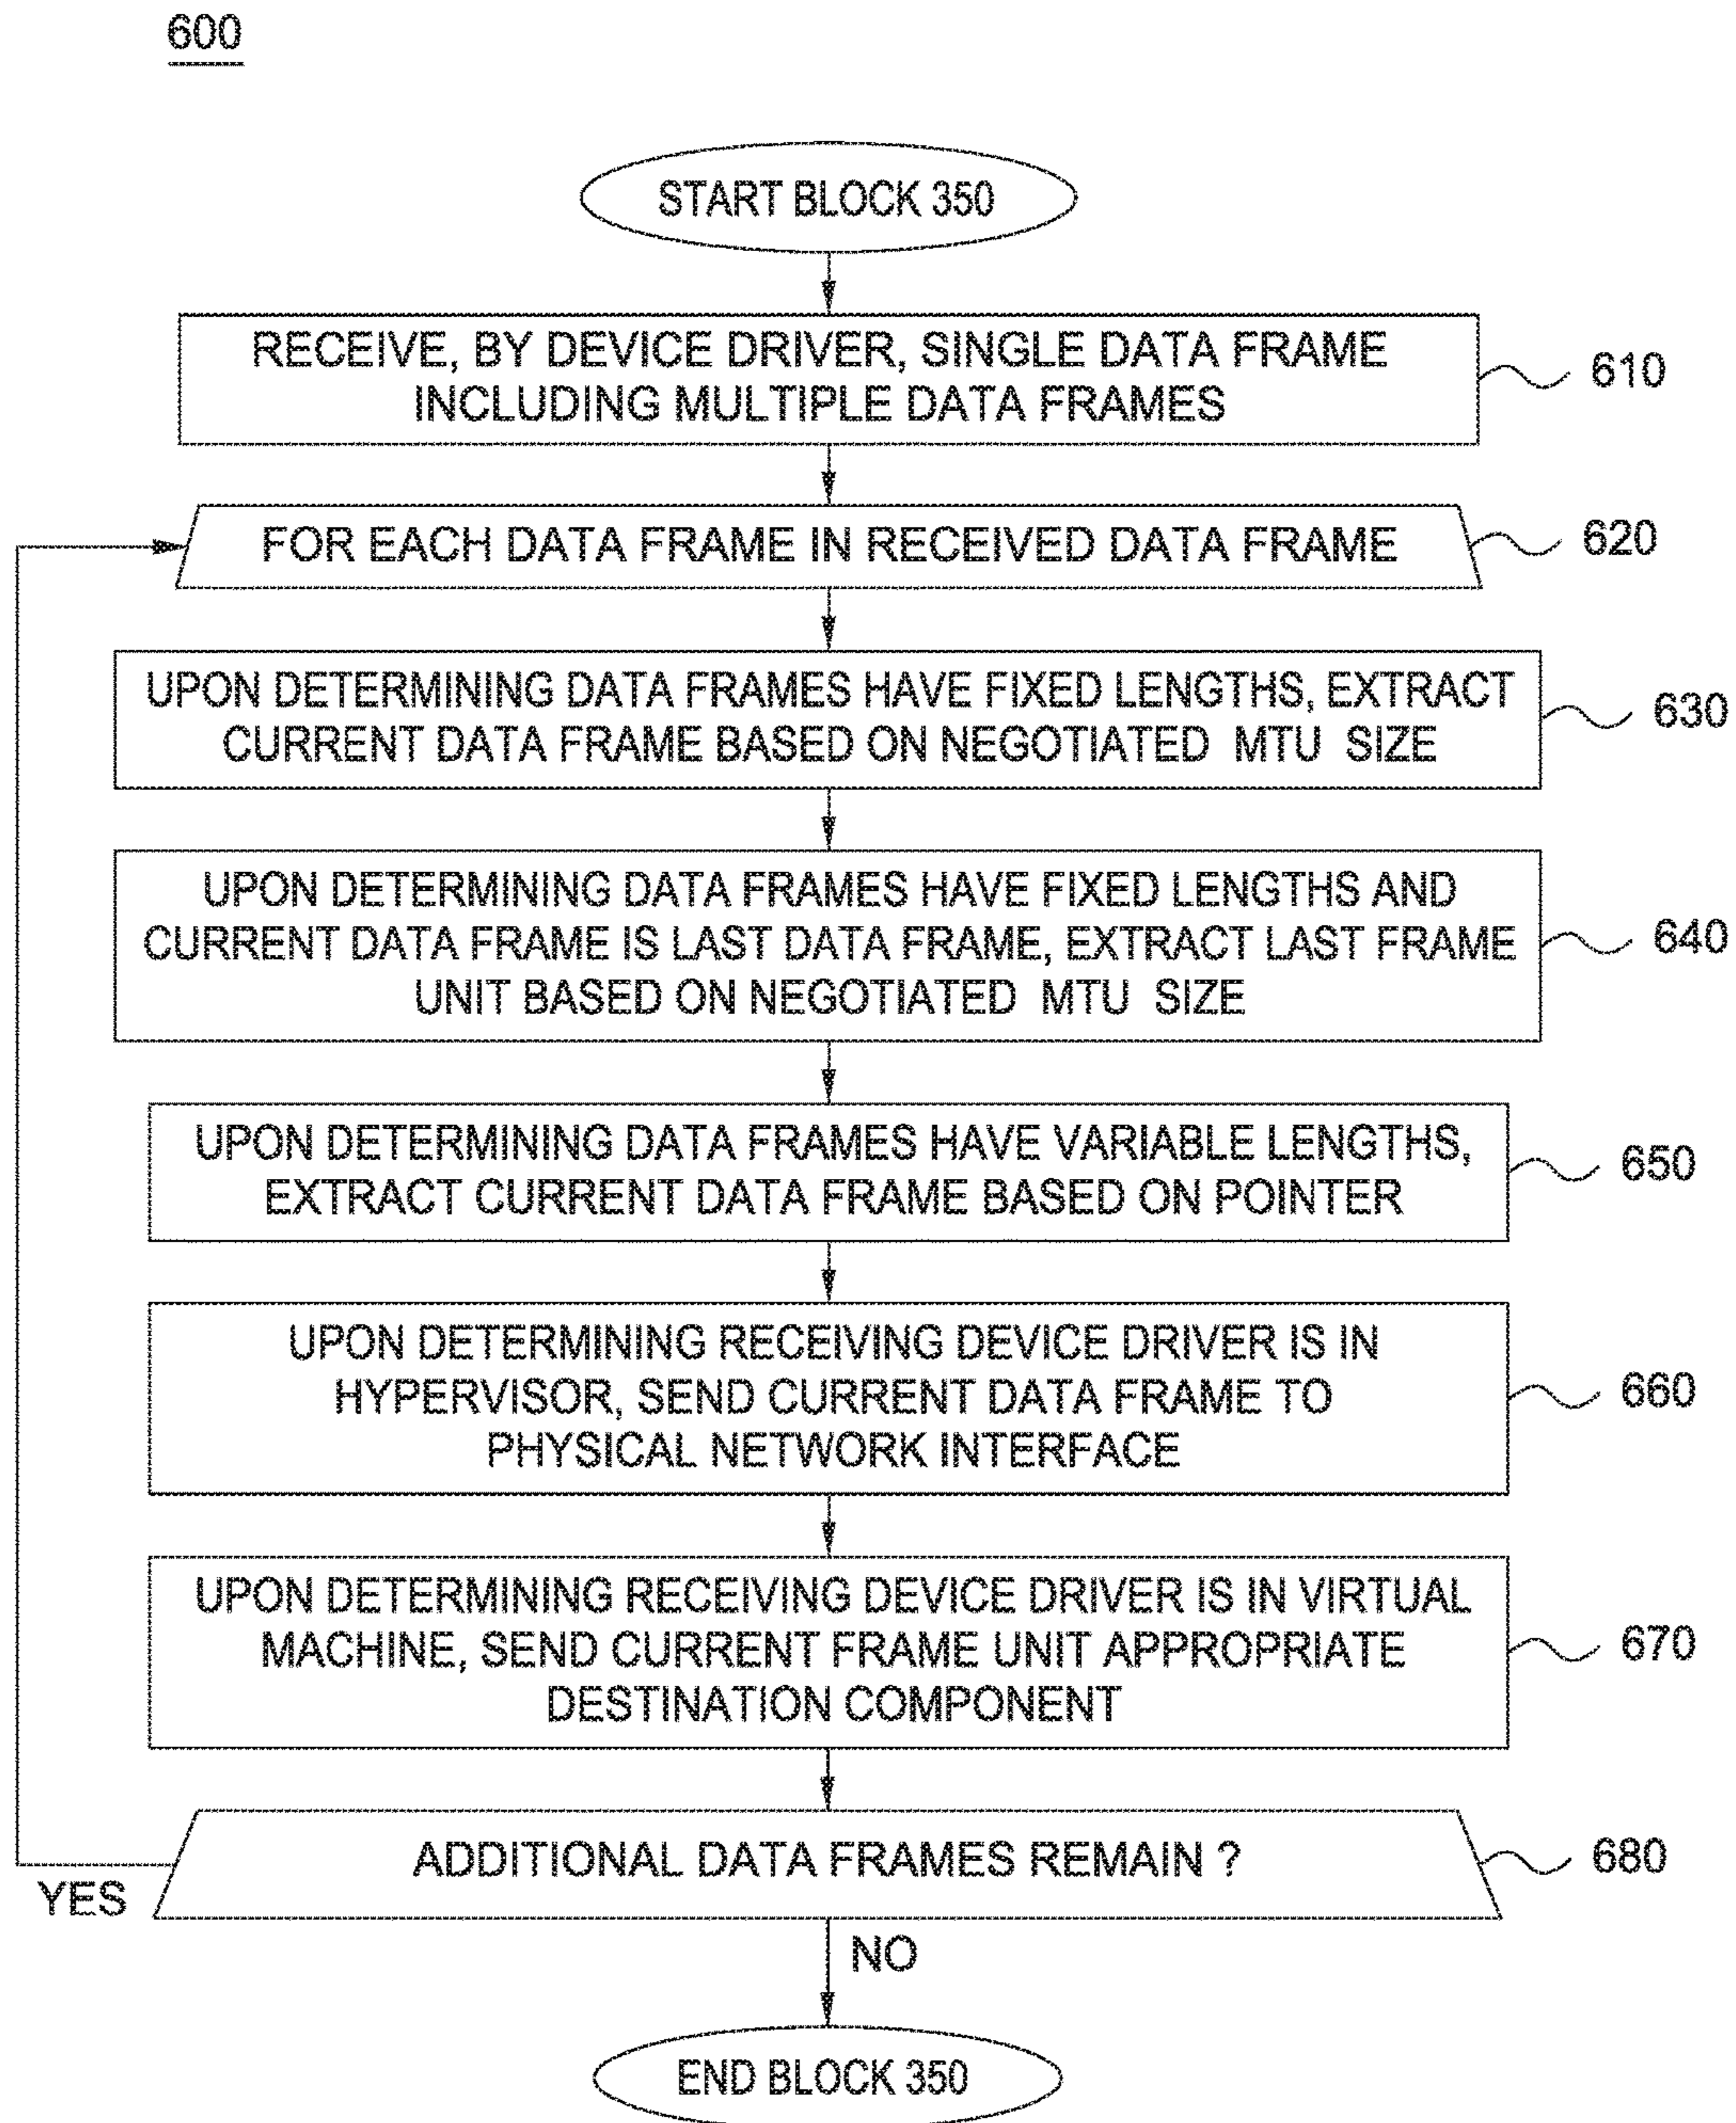 600
START BLOCK 350
RECEIVE, BY DEVICE DRIVER, SINGLE DATA FRAME
INCLUDING MULTIPLE DATA FRAMES
610
FOR EACH DATA FRAME IN RECEIVED DATA FRAME
620
UPON DETERMINING DATA FRAMES HAVE FIXED LENGTHS, EXTRACT
CURRENT DATA FRAME BASED ON NEGOTIATED MTU SIZE
630
UPON DETERMINING DATA FRAMES HAVE FIXED LENGTHS AND
CURRENT DATA FRAME IS LAST DATA FRAME, EXTRACT LAST FRAME
UNIT BASED ON NEGOTIATED MTU SIZE
640
UPON DETERMINING DATA FRAMES HAVE VARIABLE LENGTHS,
EXTRACT CURRENT DATA FRAME BASED ON POINTER
650
UPON DETERMINING RECEIVING DEVICE DRIVER IS IN
HYPERVISOR, SEND CURRENT DATA FRAME TO
PHYSICAL NETWORK INTERFACE
660
UPON DETERMINING RECEIVING DEVICE DRIVER IS IN VIRTUAL
MACHINE, SEND CURRENT FRAME UNIT APPROPRIATE
DESTINATION COMPONENT
670
ADDITIONAL DATA FRAMES REMAIN ?
680
YES
NO
END BLOCK 350